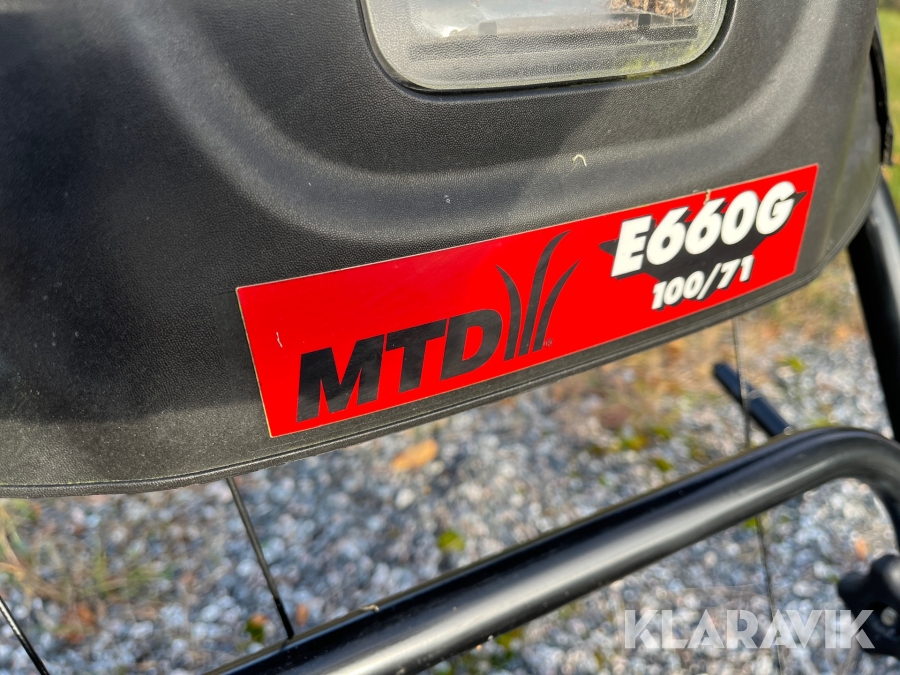 E660G
100/71
MTD
KLARAVIK